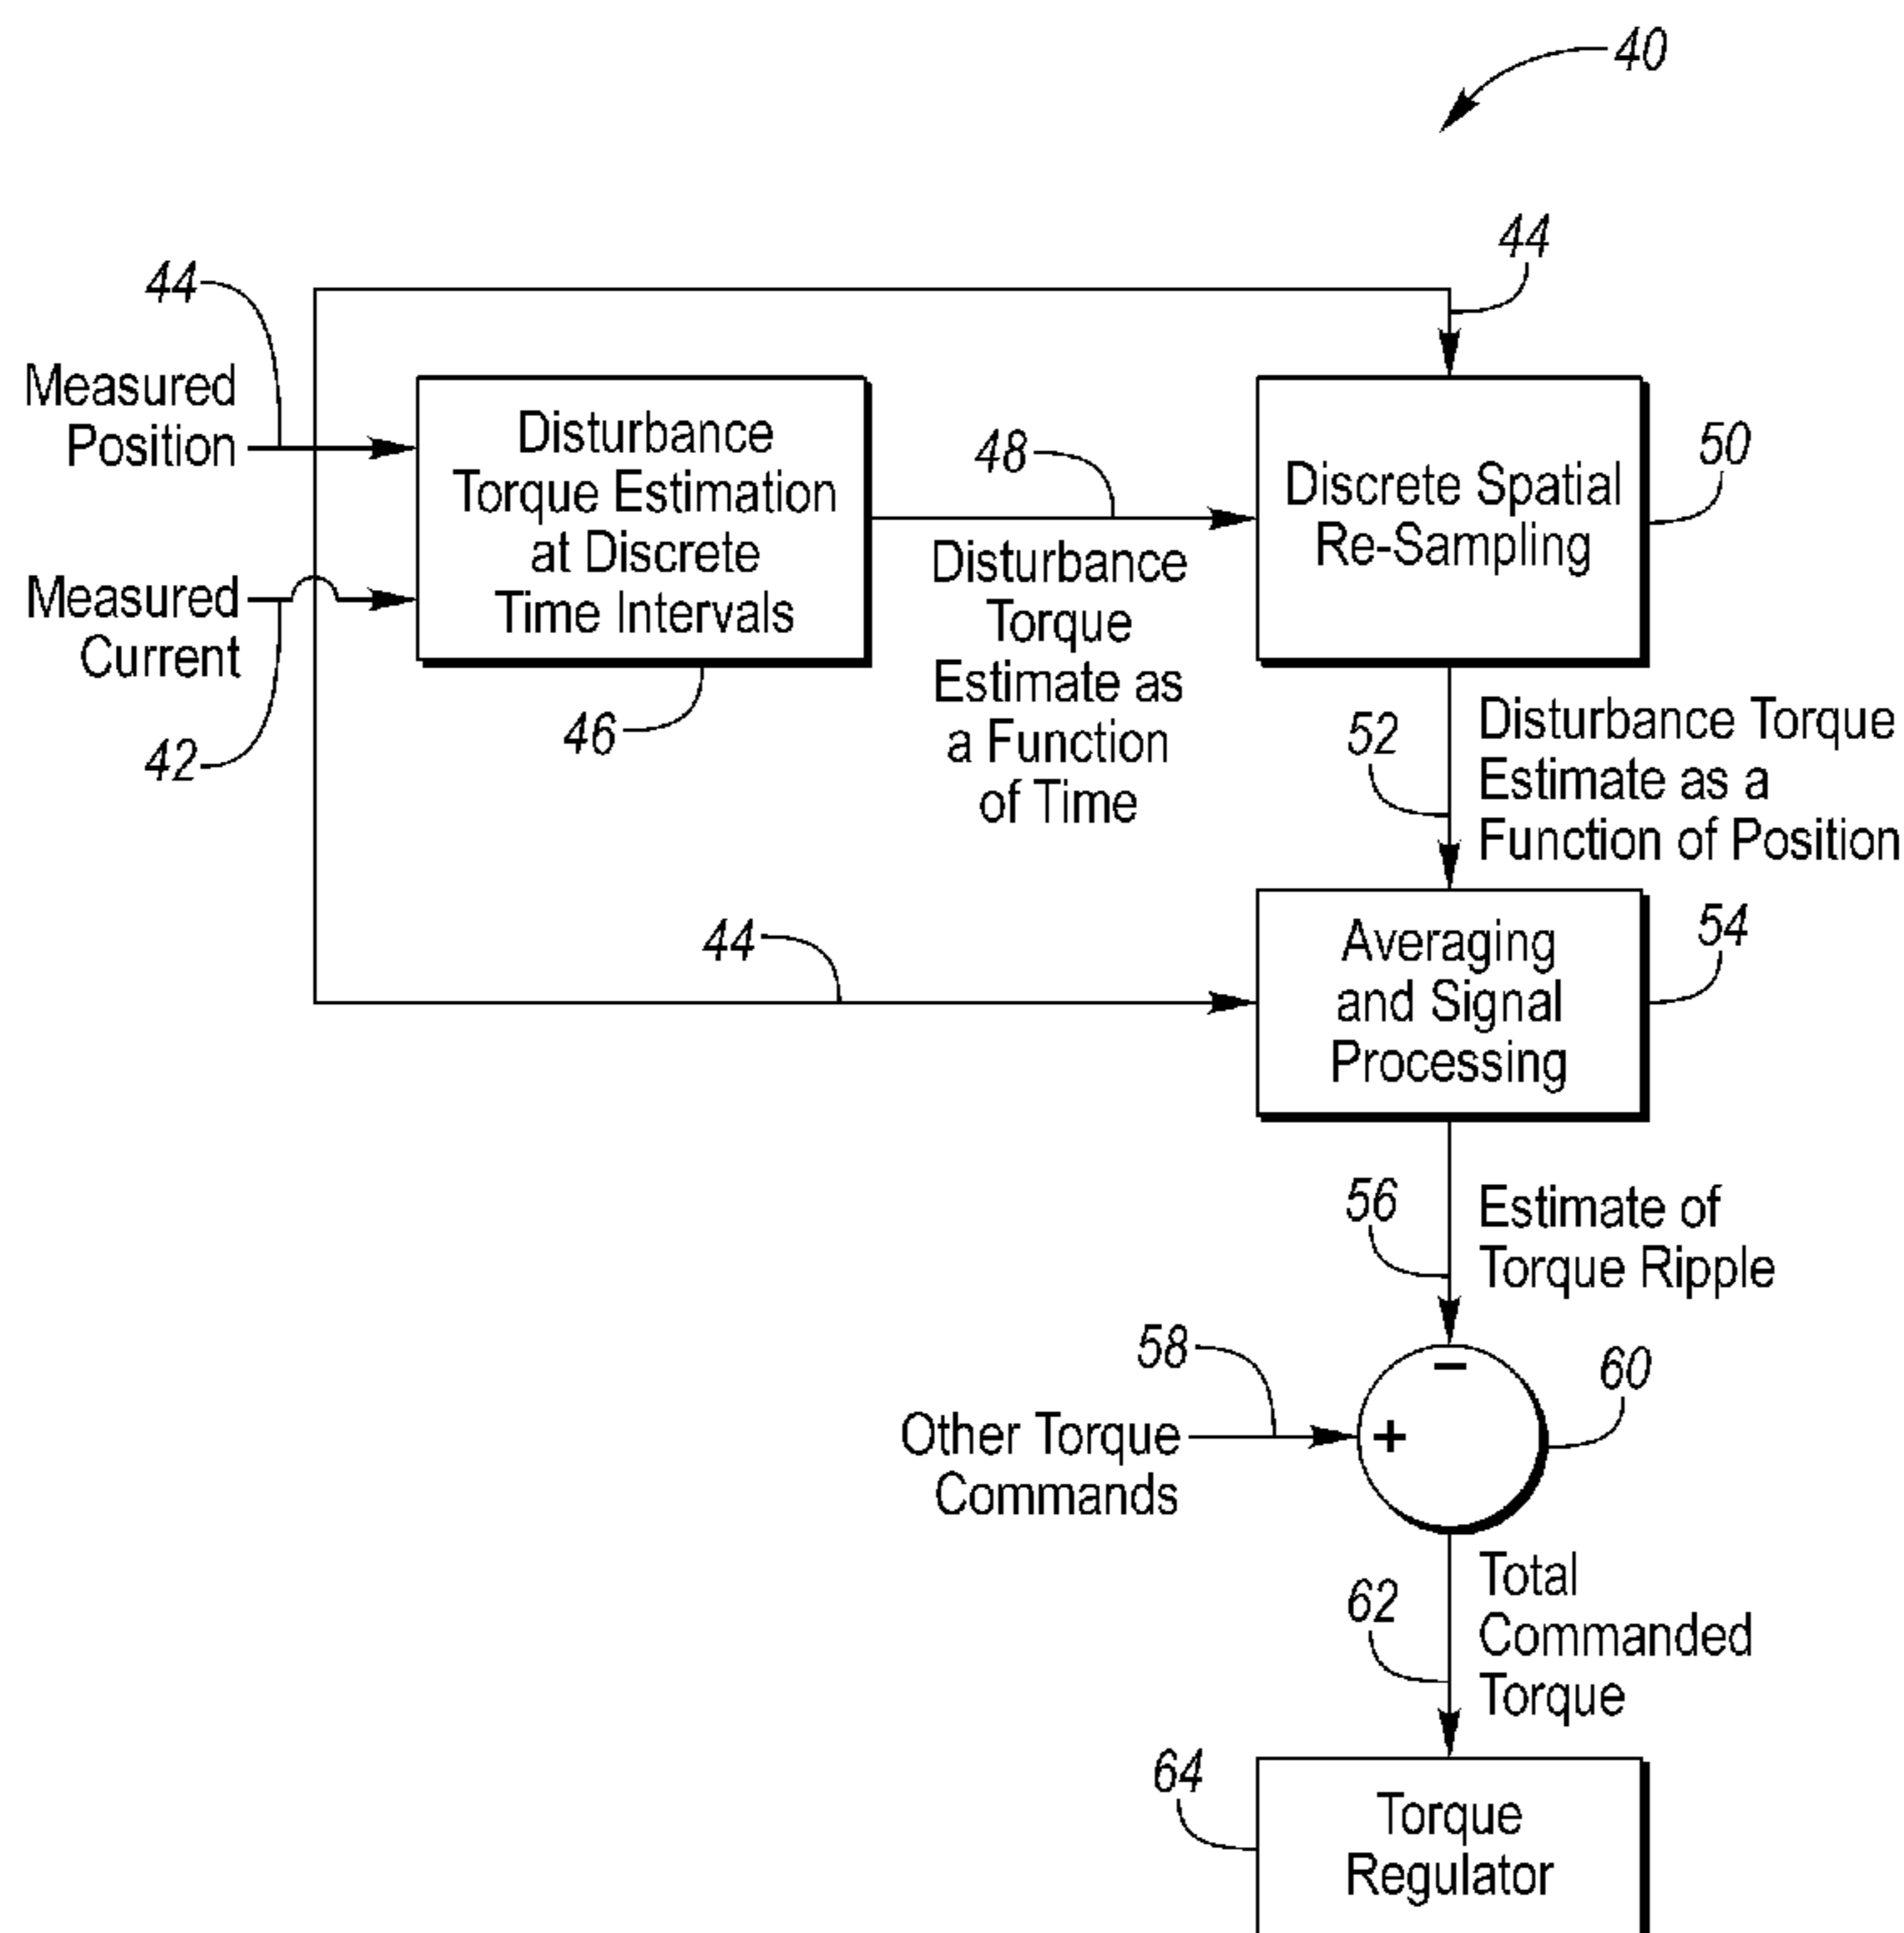 40
44
44
Measured
Position
Disturbance
Torque Estimation
at Discrete
Time Intervals
48
Discrete Spatial
Re-Sampling
50
Measured
Current
42
46
Disturbance
Torque
Estimate as
a Function
of Time
52
Disturbance Torque
Estimate as a
Function of Position
44
Averaging
and Signal
Processing
54
56
Estimate of
Torque Ripple
58
Other Torque
Commands
−
+
60
62
Total
Commanded
Torque
64
Torque
Regulator